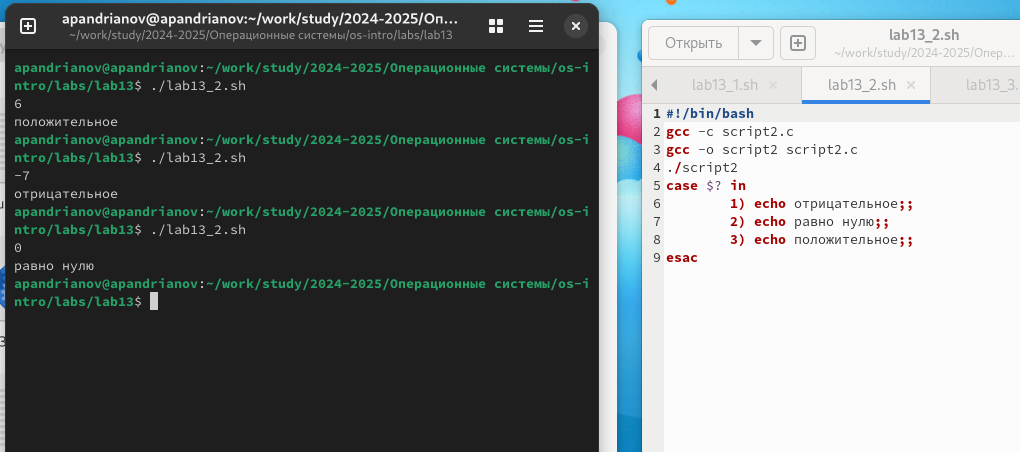 apandrianov@apandrianov:~/work/study/2024-2025/Оп...
~/work/study/2024-2025/Операционные системы/os-intro/labs/lab13
apandrianov@apandrianov:~/work/study/2024-2025/Операционные системы/os-i
ntro/labs/lab13$ ./lab13_2.sh
6
положительное
apandrianov@apandrianov:~/work/study/2024-2025/Операционные системы/os-i
ntro/labs/lab13$ ./lab13_2.sh
-7
отрицательное
apandrianov@apandrianov:~/work/study/2024-2025/Операционные системы/os-i
ntro/labs/lab13$ ./lab13_2.sh
0
равно нулю
apandrianov@apandrianov:~/work/study/2024-2025/Операционные системы/os-i
ntro/labs/lab13$
Открыть
lab13_2.sh
~/work/study/2024-2025/Опер...
lab13_1.sh
lab13_2.sh
lab13_3.
1 #!/bin/bash
2 gcc -c script2.c
3 gcc -o script2 script2.c
4 ./script2
5 case $? in
6 1) echo отрицательное;;
7 2) echo равно нулю;;
8 3) echo положительное;;
9 esac